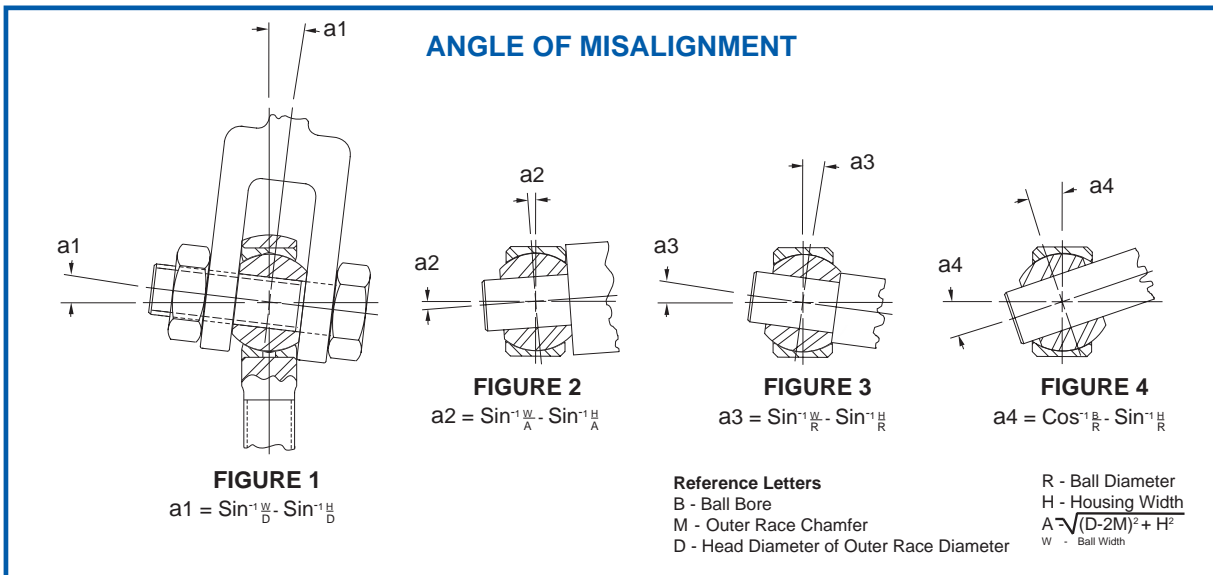 ANGLE OF MISALIGNMENT
a1
a1
a2
a2
a3
a3
a4
a4
FIGURE 1
a1 = Sin⁻¹ W/D - Sin⁻¹ H/D
FIGURE 2
a2 = Sin⁻¹ W/A - Sin⁻¹ H/A
FIGURE 3
a3 = Sin⁻¹ W/R - Sin⁻¹ H/R
FIGURE 4
a4 = Cos⁻¹ B/R - Sin⁻¹ H/R
Reference Letters
B - Ball Bore
M - Outer Race Chamfer
D - Head Diameter of Outer Race Diameter
R - Ball Diameter
H - Housing Width
A = √(D-2M)² + H²
W - Ball Width